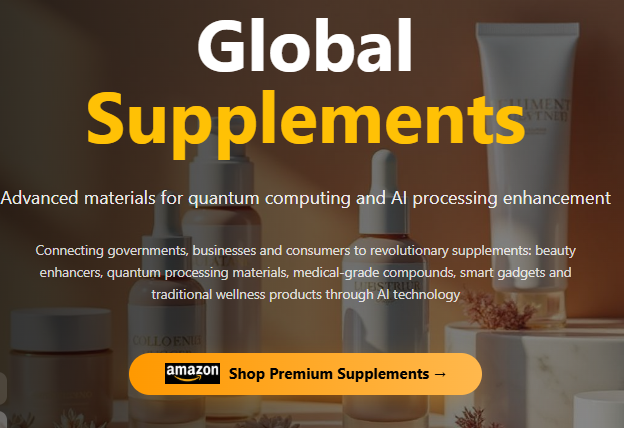 Global
Supplements
Advanced materials for quantum computing and AI processing enhancement
Connecting governments, businesses and consumers to revolutionary supplements: beauty
enhancers, quantum processing materials, medical-grade compounds, smart gadgets and
traditional wellness products through AI technology
amazon Shop Premium Supplements →